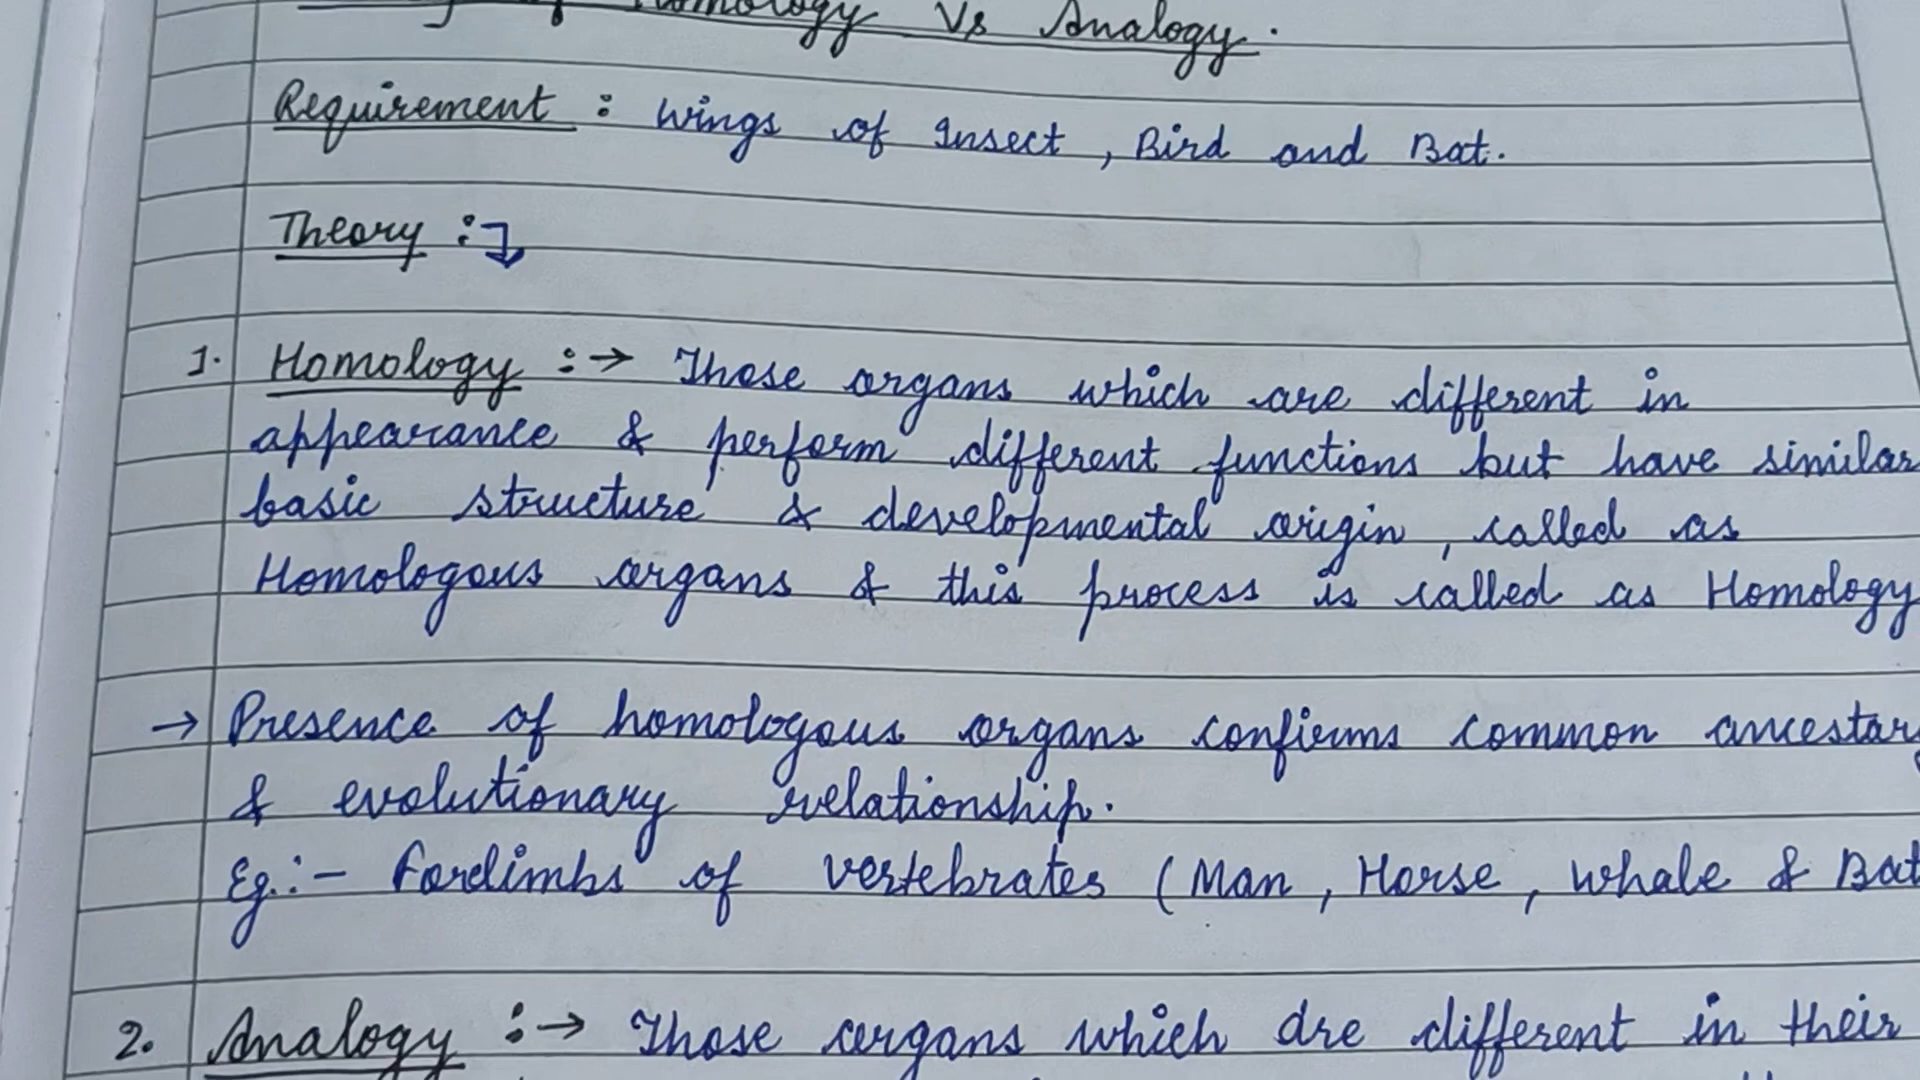 Homology Vs Analogy.
Requirement : Wings of Insect, Bird and Bat.
Theory :
1. Homology :→ Those organs which are different in
appearance & perform different functions but have similar
basic structure & developmental origin, called as
Homologous organs & this process is called as Homology
→ Presence of homologous organs confirms common ancestary
& evolutionary relationship.
Eg.:- Forelimbs of vertebrates (Man, Horse, Whale & Bat
2. Analogy :→ Those organs which are different in their